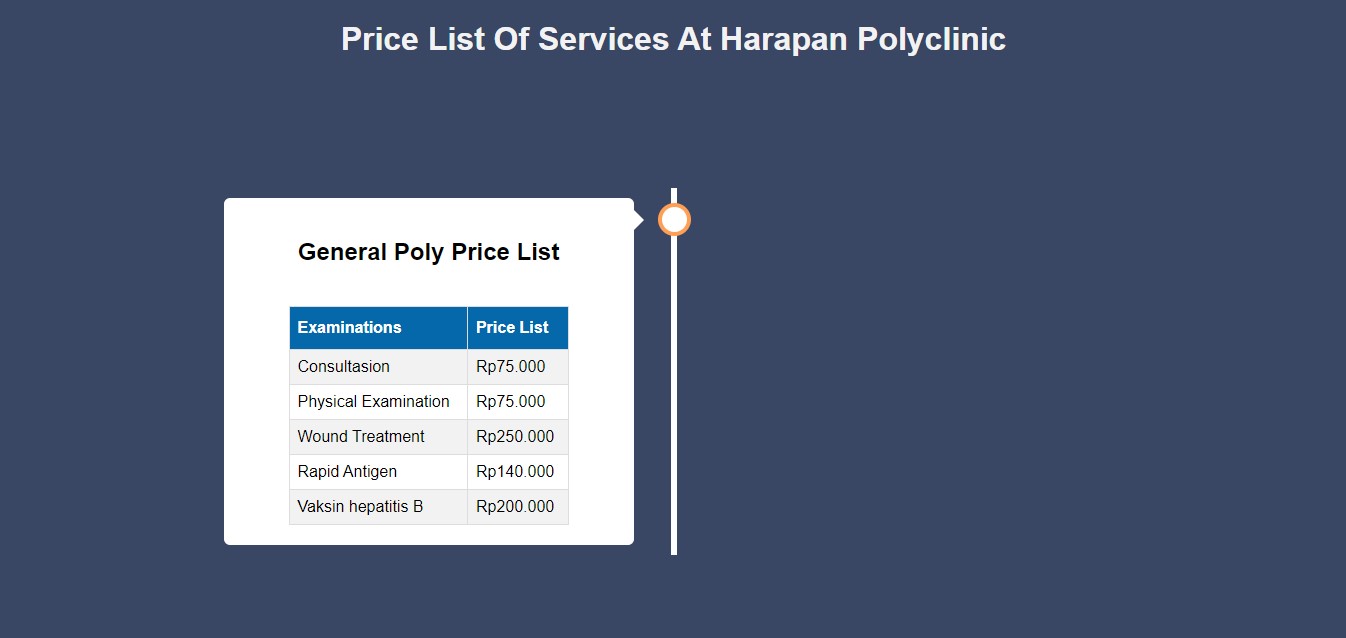 Price List Of Services At Harapan Polyclinic
General Poly Price List
Examinations Price List
Consultasion Rp75.000
Physical Examination Rp75.000
Wound Treatment Rp250.000
Rapid Antigen Rp140.000
Vaksin hepatitis B Rp200.000